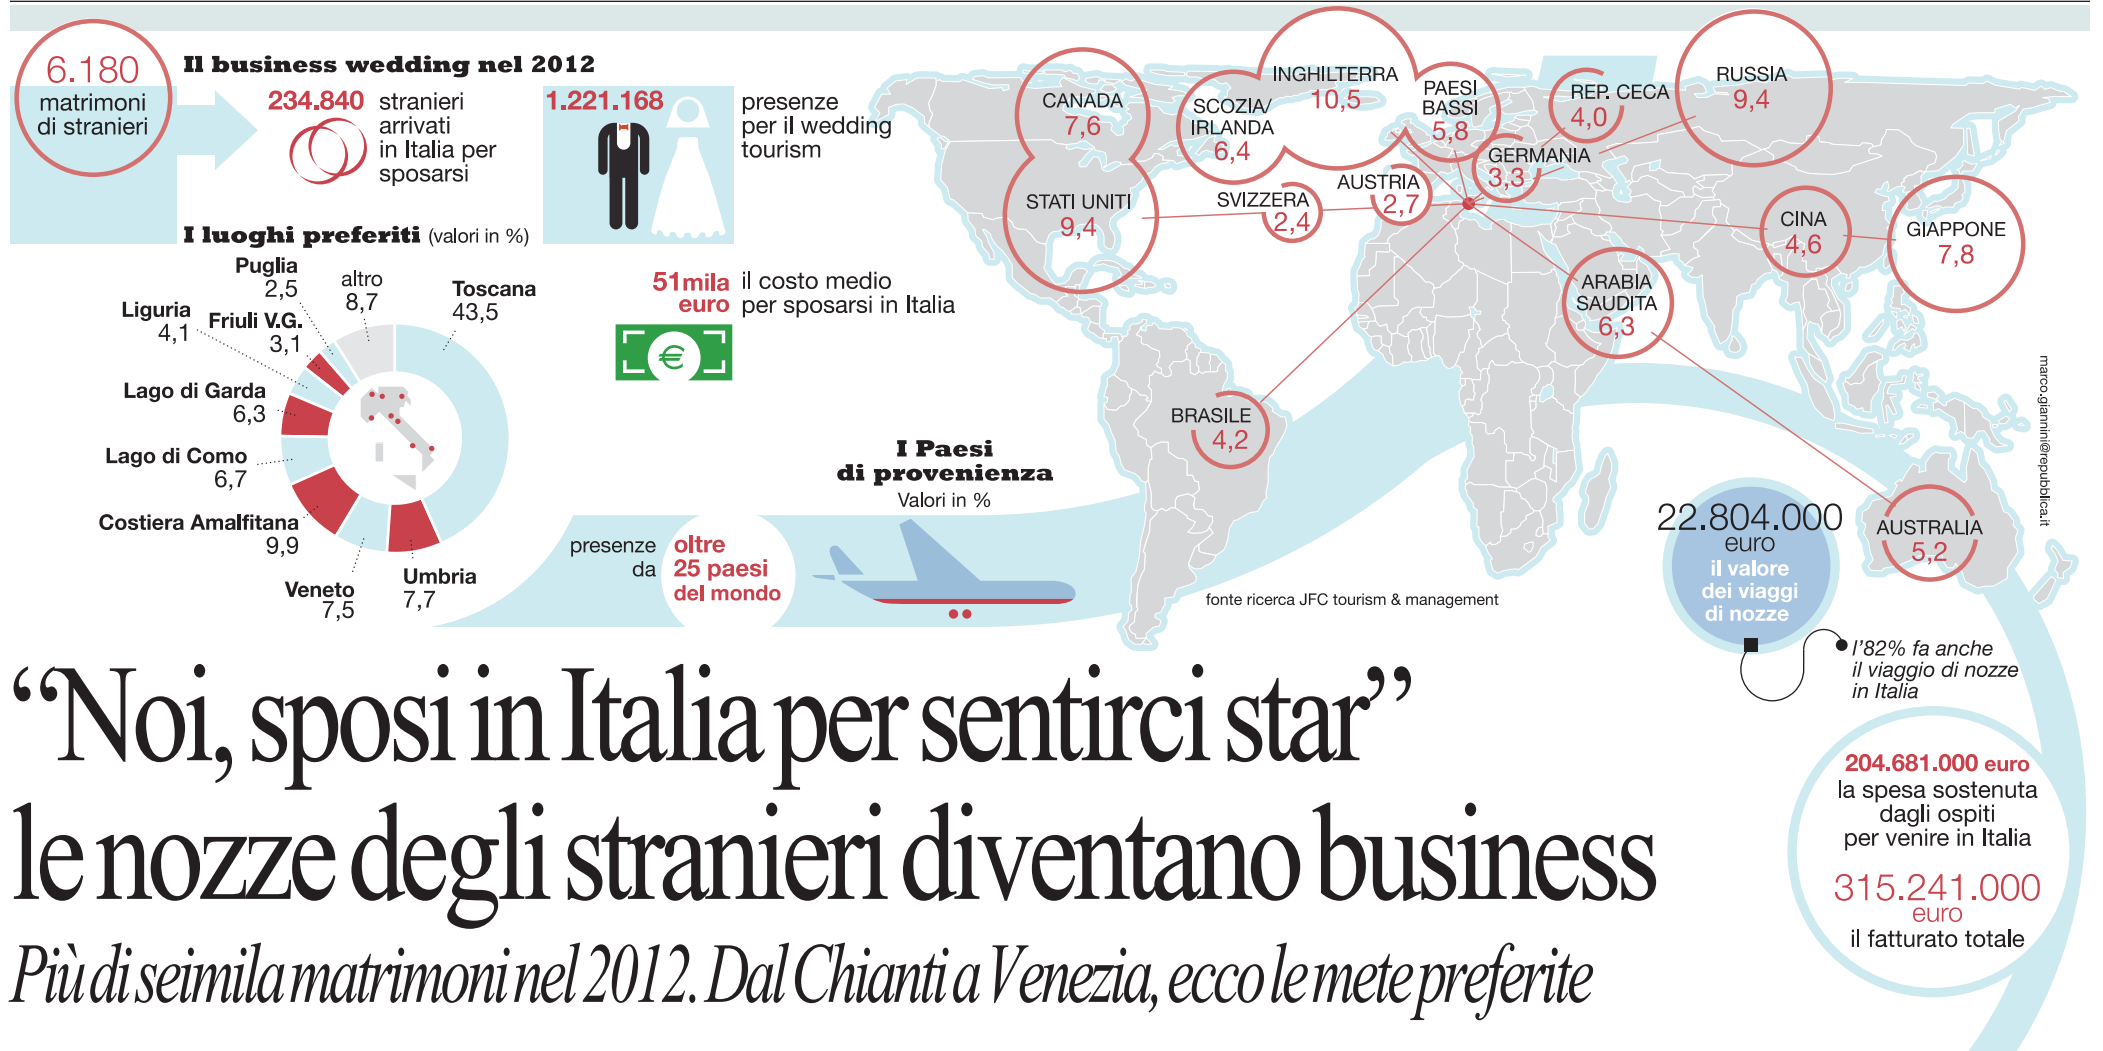 6.180
matrimoni
di stranieri
Il business wedding nel 2012
234.840
stranieri
arrivati
in Italia per
sposarsi
1.221.168
presenze
per il wedding
tourism
I luoghi preferiti (valori in %)
Puglia
2,5
altro
8,7
Toscana
43,5
Liguria
4,1
Friuli V.G.
3,1
Lago di Garda
6,3
Lago di Como
6,7
Costiera Amalfitana
9,9
Veneto
7,5
Umbria
7,7
51mila
euro
il costo medio
per sposarsi in Italia
€
I Paesi
di provenienza
Valori in %
presenze
da
oltre
25 paesi
del mondo
CANADA
7,6
STATI UNITI
9,4
SCOZIA/
IRLANDA
6,4
INGHILTERRA
10,5
PAESI
BASSI
5,8
REP. CECA
4,0
RUSSIA
9,4
GERMANIA
3,3
AUSTRIA
2,7
SVIZZERA
2,4
CINA
4,6
GIAPPONE
7,8
ARABIA
SAUDITA
6,3
BRASILE
4,2
AUSTRALIA
5,2
marco.giannini@repubblica.it
fonte ricerca JFC tourism & management
22.804.000
euro
il valore
dei viaggi
di nozze
l'82% fa anche
il viaggio di nozze
in Italia
204.681.000 euro
la spesa sostenuta
dagli ospiti
per venire in Italia
315.241.000
euro
il fatturato totale
“Noi, sposi in Italia per sentirci star”
le nozze degli stranieri diventano business
Più di seimila matrimoni nel 2012. Dal Chianti a Venezia, ecco le mete preferite